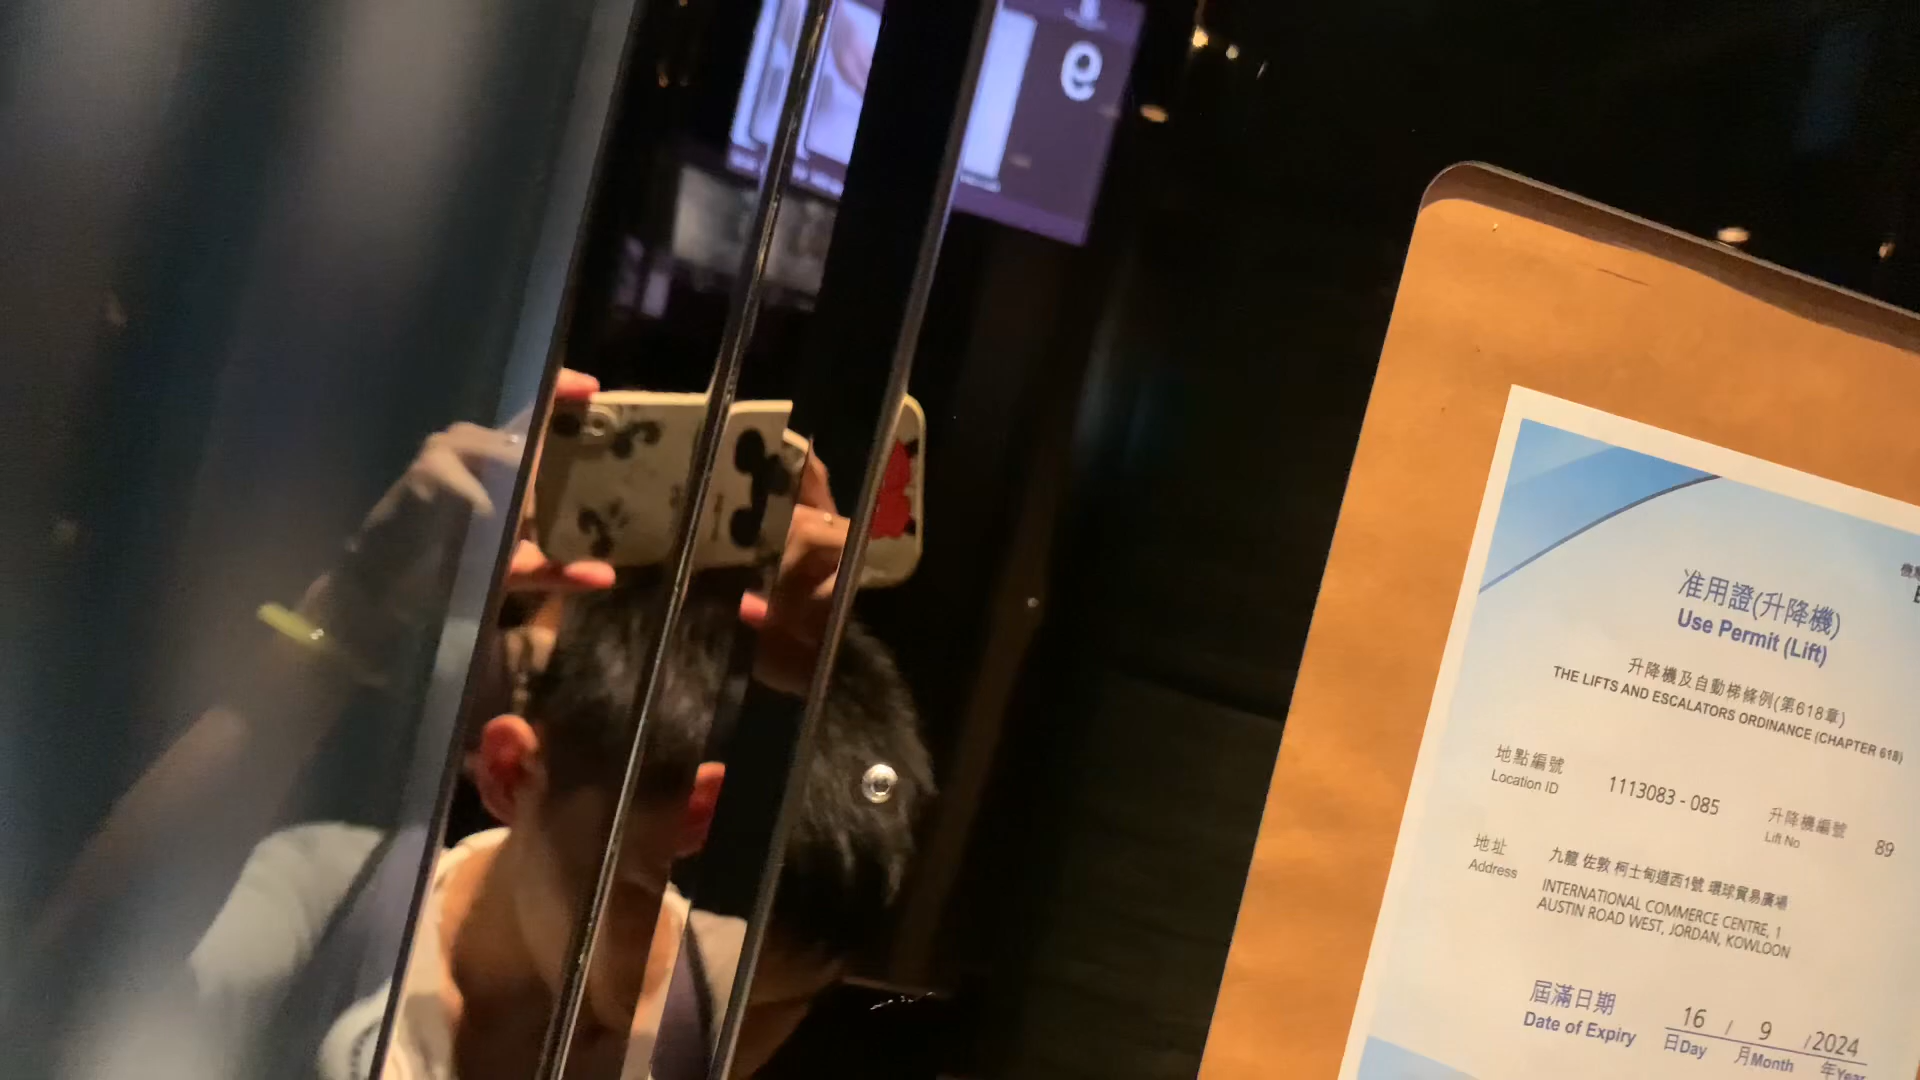 e
准用證(升降機)
Use Permit (Lift)
升降機及自動梯條例(第618章)
THE LIFTS AND ESCALATORS ORDINANCE (CHAPTER 618)
地點編號
Location ID
1113083 - 085
升降機編號
Lift No
89
地址
Address
九龍 佐敦 柯士甸道西1號 環球貿易廣場
INTERNATIONAL COMMERCE CENTRE, 1
AUSTIN ROAD WEST, JORDAN, KOWLOON
屆滿日期
Date of Expiry
16 / 9 / 2024
日Day 月Month 年Year